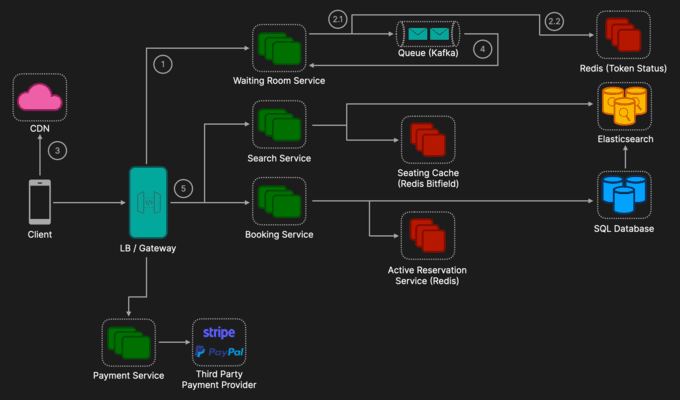 2.1
2.2
1
4
Queue (Kafka)
Redis (Token Status)
Waiting Room Service
CDN
3
Search Service
Elasticsearch
Seating Cache
(Redis Bitfield)
5
Client
LB / Gateway
Booking Service
SQL Database
Active Reservation
Service (Redis)
stripe
PayPal
Payment Service
Third Party
Payment Provider